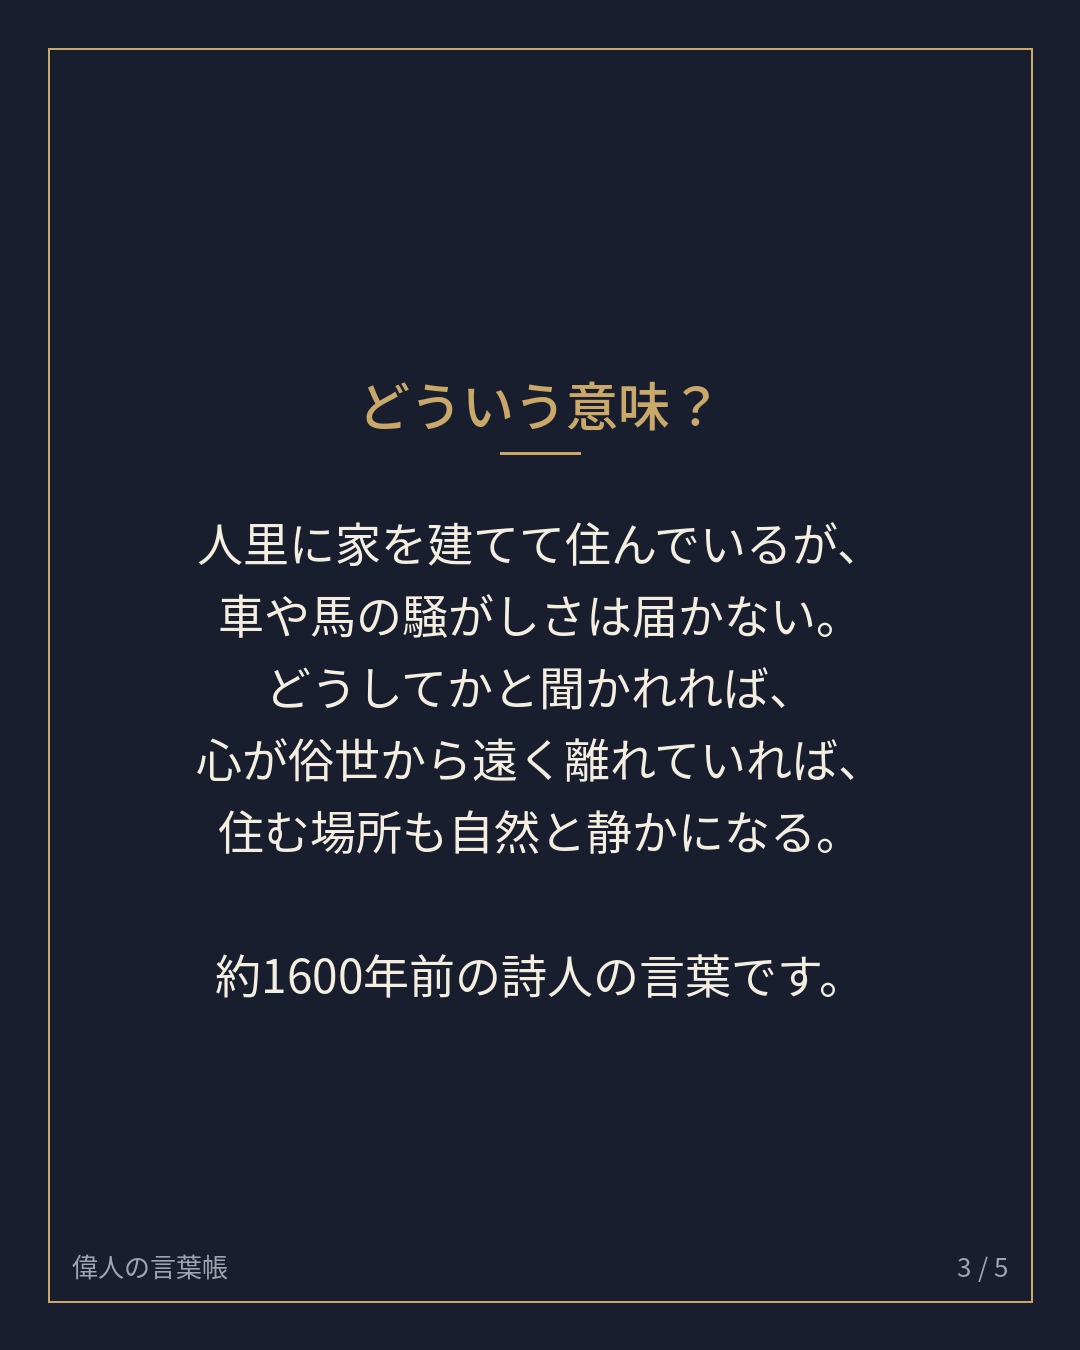 どういう意味？
人里に家を建てて住んでいるが、
車や馬の騒がしさは届かない。
どうしてかと聞かれれば、
心が俗世から遠く離れていれば、
住む場所も自然と静かになる。
約1600年前の詩人の言葉です。
偉人の言葉帳
3 / 5